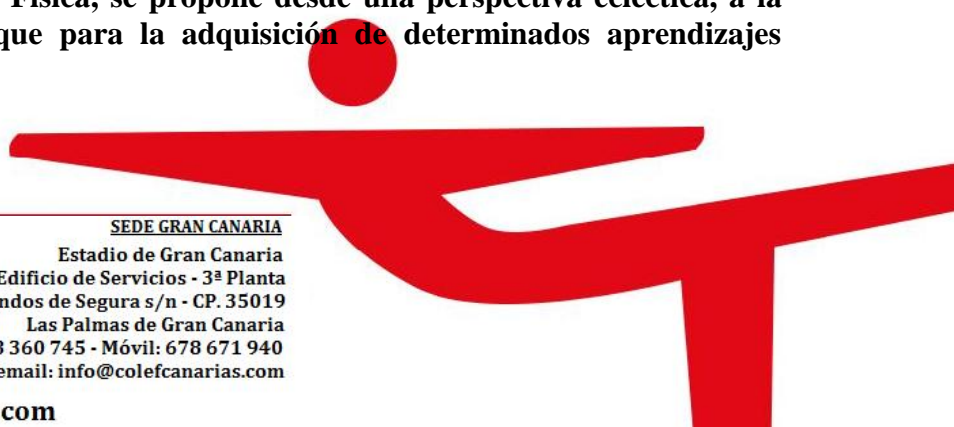 Física, se propone desde una perspectiva ecléctica, a la
que para la adquisición de determinados aprendizajes
SEDE GRAN CANARIA
Estadio de Gran Canaria
Edificio de Servicios - 3ª Planta
ndos de Segura s/n - CP. 35019
Las Palmas de Gran Canaria
360 745 - Móvil: 678 671 940
email: info@colefcanarias.com
.com